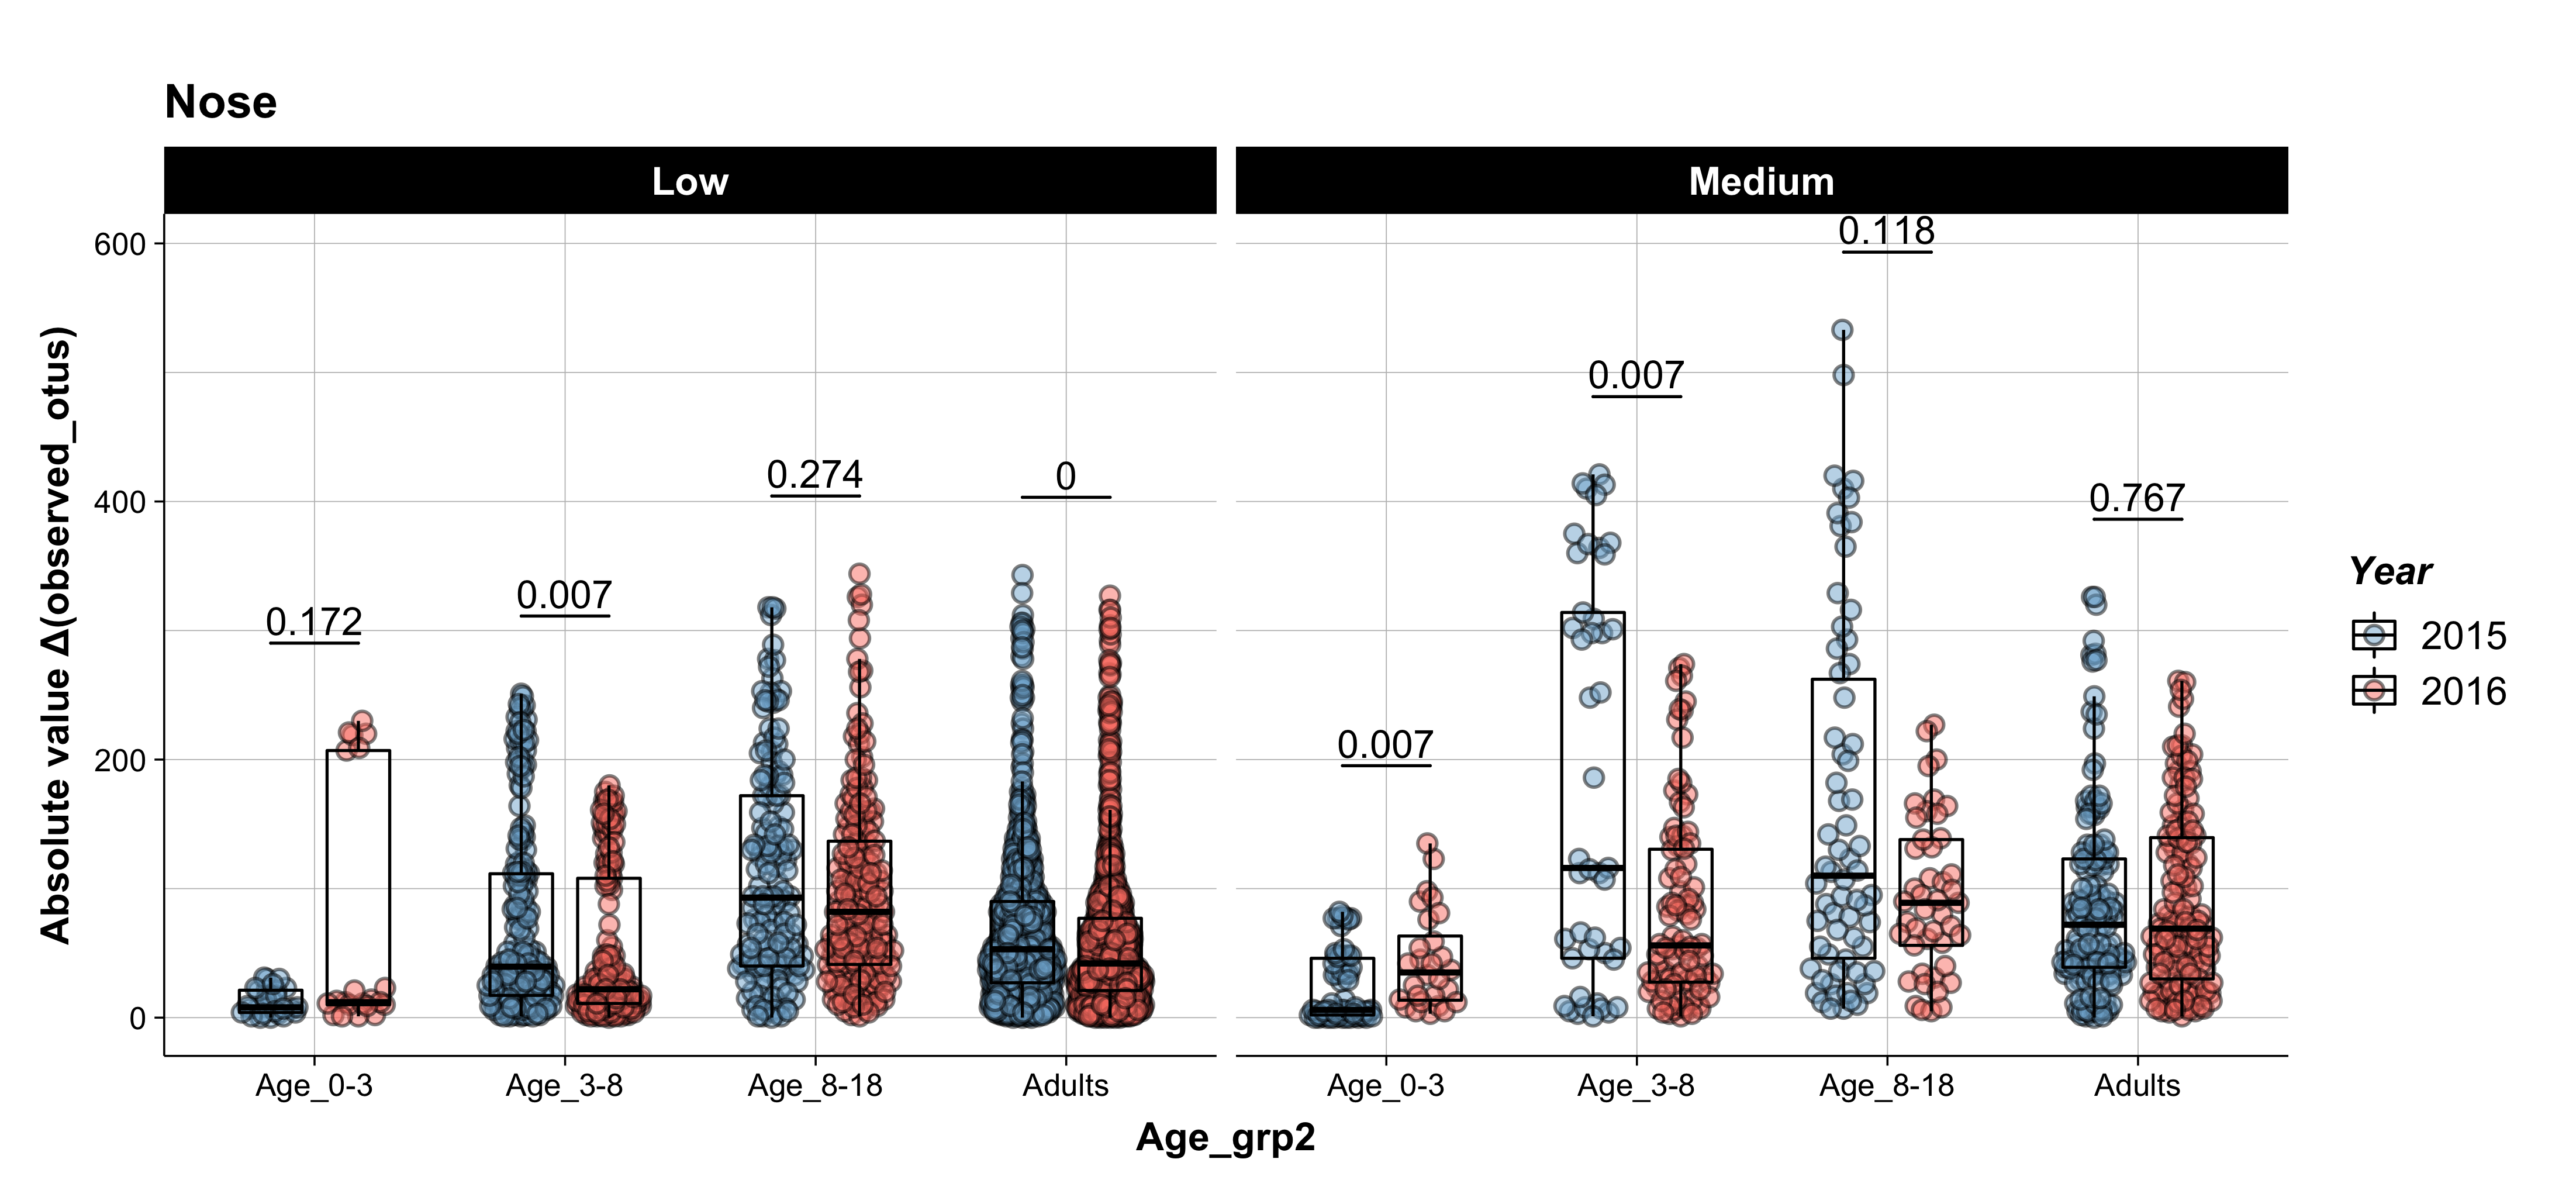 Nose
Low
Medium
Absolute value Δ(observed_otus)
600
400
200
0
0.172
0.007
0.274
0
0.007
0.007
0.118
0.767
Age_0-3
Age_3-8
Age_8-18
Adults
Age_0-3
Age_3-8
Age_8-18
Adults
Age_grp2
Year
2015
2016